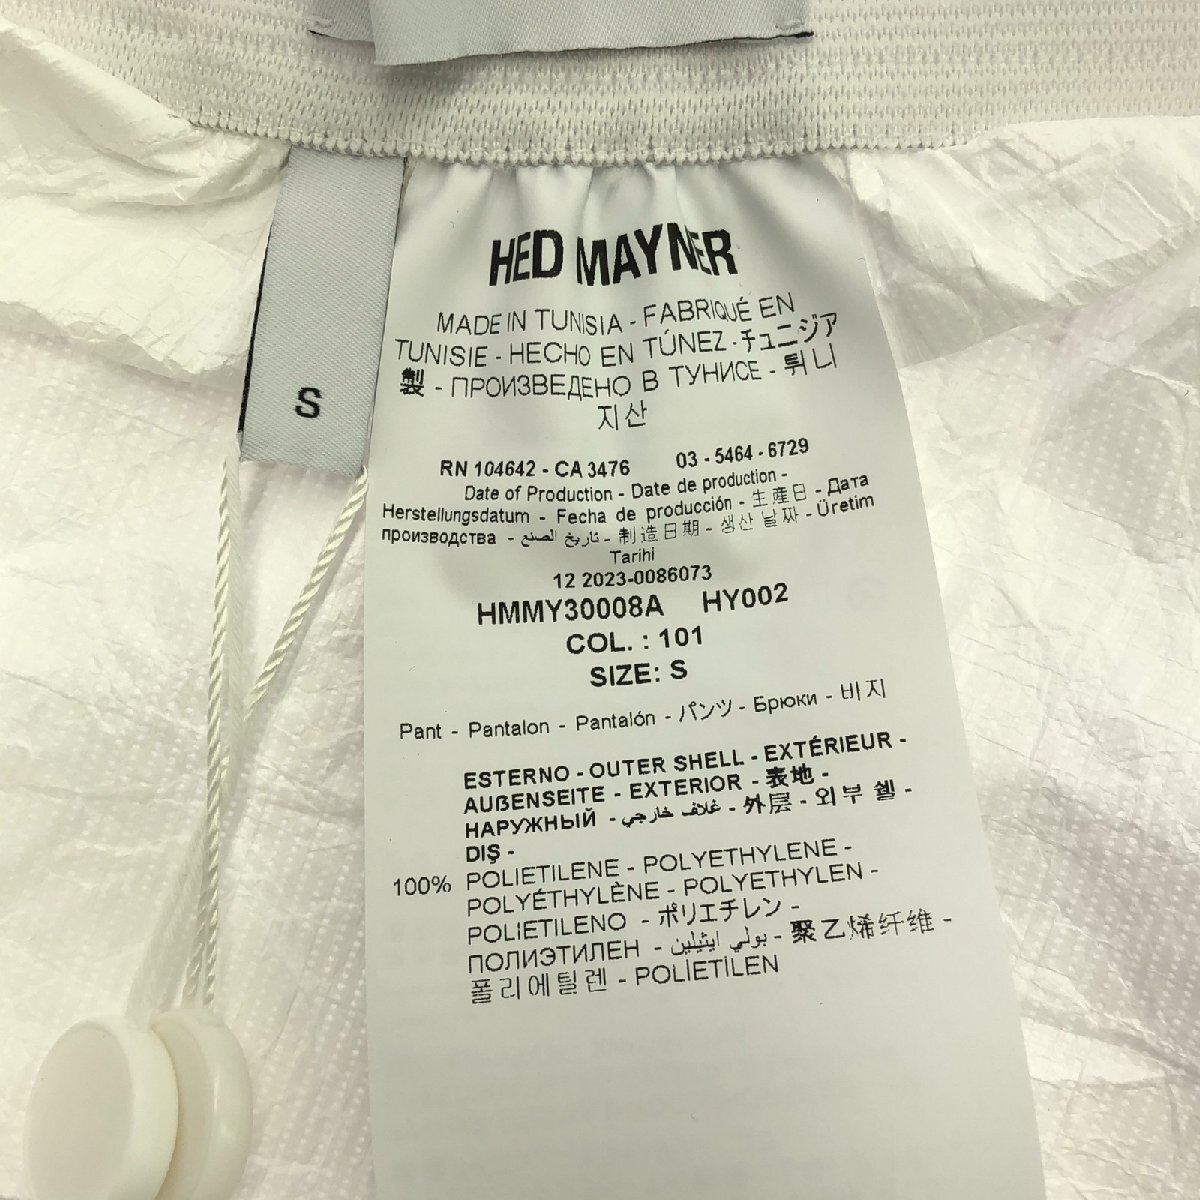 HED MAYNER
MADE IN TUNISIA - FABRIQUÉ EN
TUNISIE - HECHO EN TÚNEZ - チュニジア
製 - ПРОИЗВЕДЕНО В ТУНИСЕ - 튀 니
지 산
S
RN 104642 - CA 3476 03 - 5464 - 6729
Date of Production - Date de production -
Herstellungsdatum - Fecha de producción - 生産日 - Дата
производства - تاريخ الصنع - 制造日期 - 생산 날짜 - Üretim
Tarihi
12 2023-0086073
HMMY30008A HY002
COL. : 101
SIZE: S
Pant - Pantalon - Pantalón - パンツ - Брюки - 바지
ESTERNO - OUTER SHELL - EXTÉRIEUR -
AUßENSEITE - EXTERIOR - 表地 -
НАРУЖНЫЙ - غلاف خارجي - 外层 - 외부 쉘 -
DIŞ -
100% POLIETILENE - POLYETHYLENE -
POLYÉTHYLÈNE - POLYETHYLEN -
POLIETILENO - ポリエチレン -
ПОЛИЭТИЛЕН - بولي ايثيلين - 聚乙烯纤维 -
폴리에틸렌 - POLİETİLEN